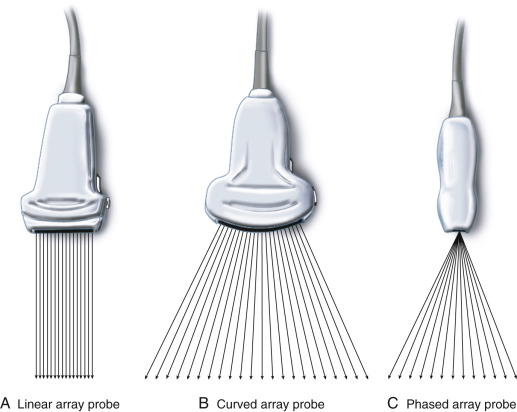 A Linear array probe
B Curved array probe
C Phased array probe